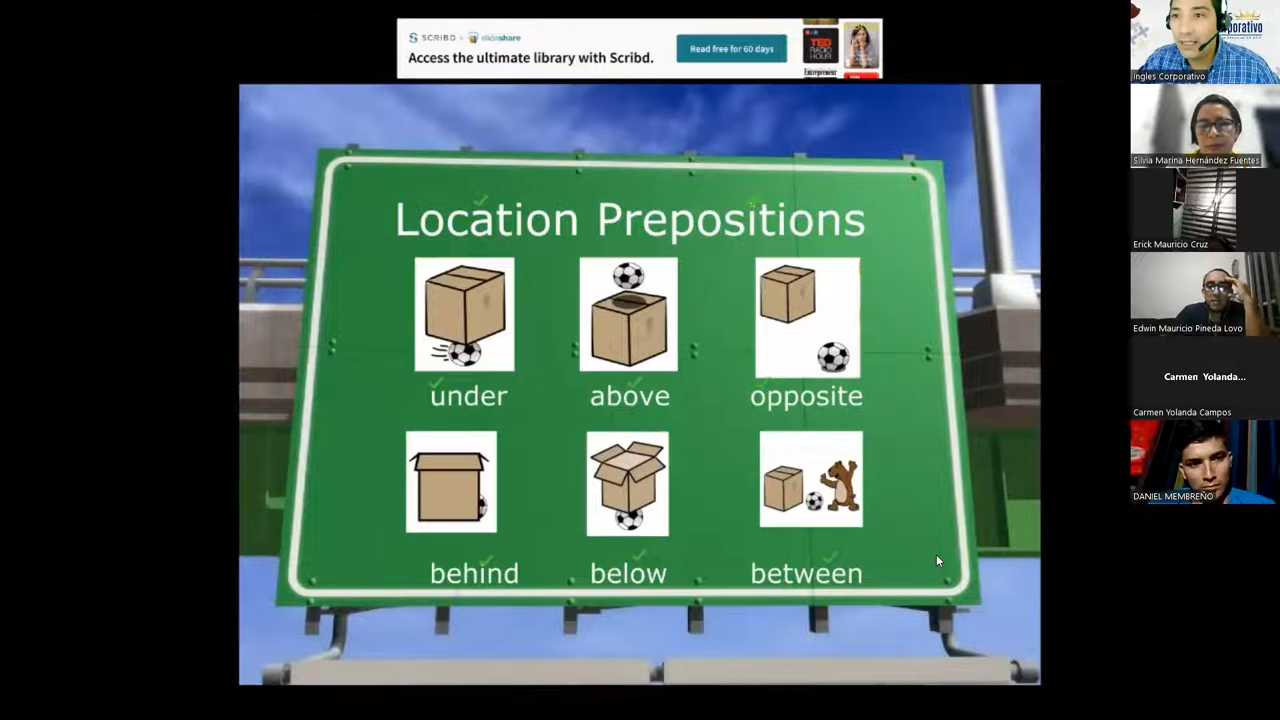 SCRIBD + slideshare
Access the ultimate library with Scribd.
Read free for 60 days
TED
RADIO
HOUR
Entrepreneur
Location Prepositions
under
above
opposite
behind
below
between
porativo
Ingles Corporativo
Silvia Marina Hernández Fuentes
Erick Mauricio Cruz
Edwin Mauricio Pineda Lovo
Carmen Yolanda...
Carmen Yolanda Campos
DANIEL MEMBREÑO